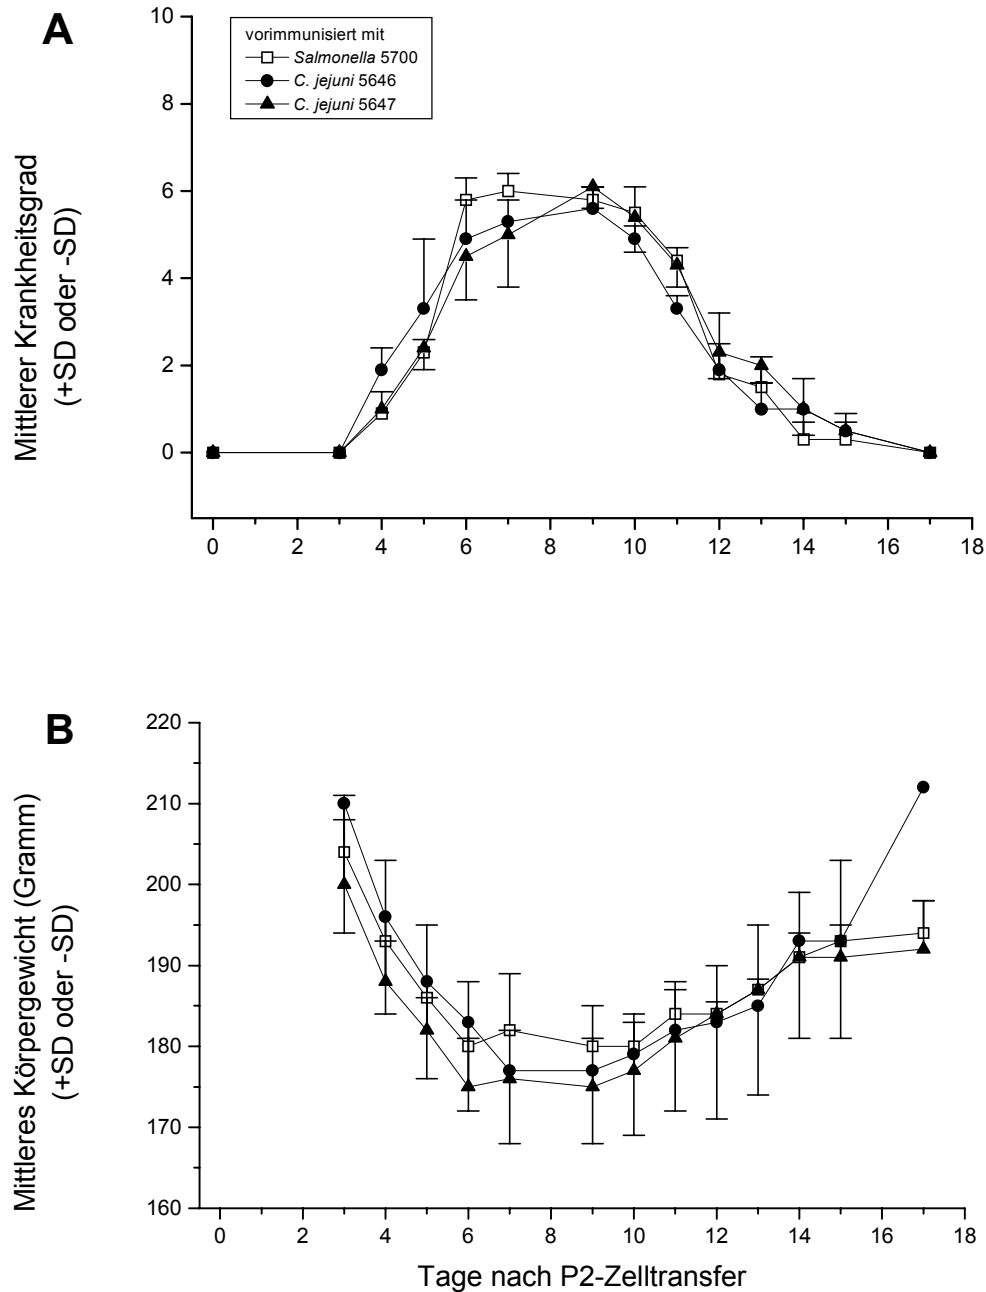 A
vorimmunisiert mit
Salmonella 5700
C. jejuni 5646
C. jejuni 5647
Mittlerer Krankheitsgrad
(+SD oder -SD)
10
8
6
4
2
0
0 2 4 6 8 10 12 14 16 18
B
Mittleres Körpergewicht (Gramm)
(+SD oder -SD)
220
210
200
190
180
170
160
0 2 4 6 8 10 12 14 16 18
Tage nach P2-Zelltransfer